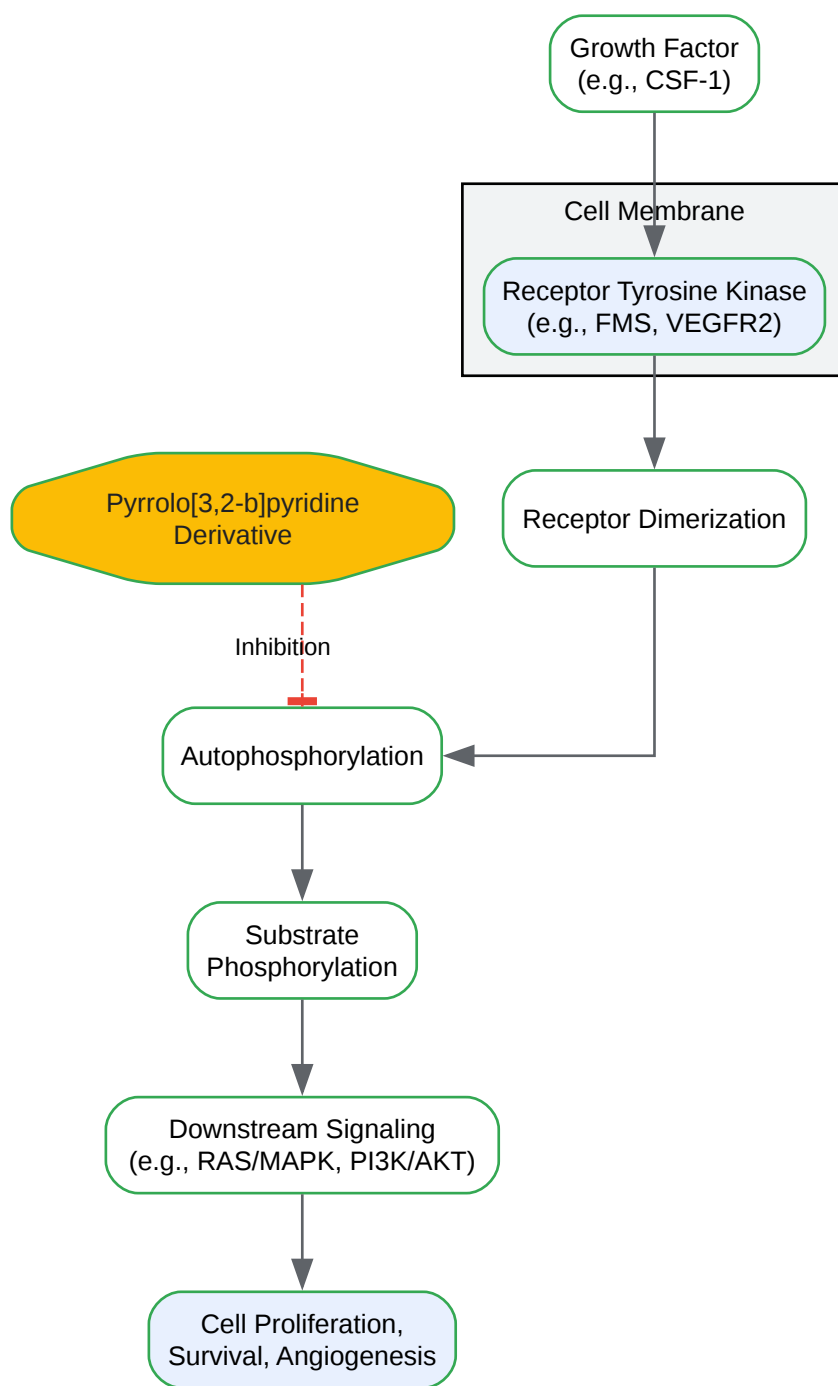 Growth Factor
(e.g., CSF-1)
Cell Membrane
Receptor Tyrosine Kinase
(e.g., FMS, VEGFR2)
Pyrrolo[3,2-b]pyridine
Derivative
Receptor Dimerization
Inhibition
Autophosphorylation
Substrate
Phosphorylation
Downstream Signaling
(e.g., RAS/MAPK, PI3K/AKT)
Cell Proliferation,
Survival, Angiogenesis